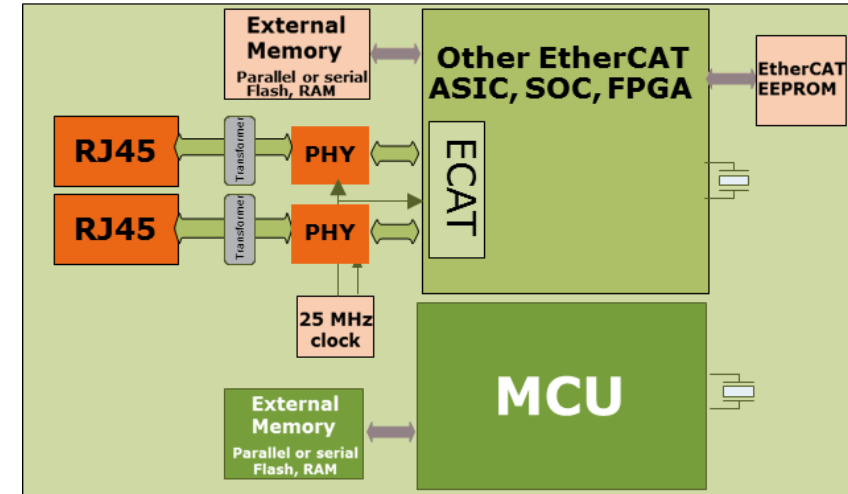 External
Memory
Parallel or serial
Flash, RAM
Other EtherCAT
ASIC, SOC, FPGA
EtherCAT
EEPROM
RJ45
Transformer
PHY
ECAT
RJ45
Transformer
PHY
25 MHz
clock
MCU
External
Memory
Parallel or serial
Flash, RAM